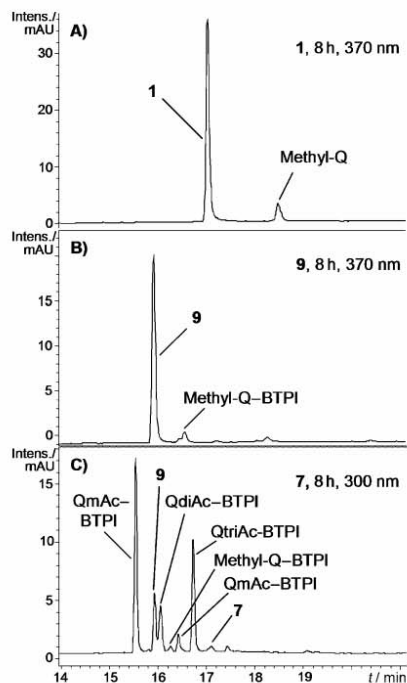 Intens./
mAU
A)
1, 8 h, 370 nm
30
20
10
0
1
Methyl-Q
Intens./
mAU
B)
9, 8 h, 370 nm
15
10
5
0
9
Methyl-Q–BTPI
Intens./
mAU
C)
7, 8 h, 300 nm
15
10
5
0
QmAc–
BTPI
9
QdiAc–BTPI
QtriAc-BTPI
Methyl-Q–BTPI
QmAc–BTPI
7
14 15 16 17 18 19 t / min